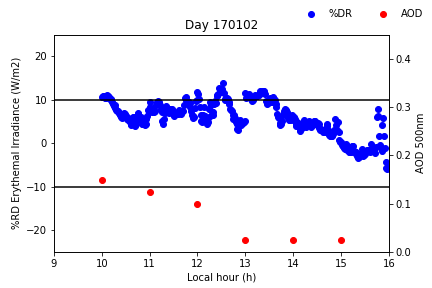 %DR AOD
Day 170102
%RD Erythemal Irradiance (W/m2)
20
10
0
−10
−20
9 10 11 12 13 14 15 16
Local hour (h)
0.4
0.3
0.2
0.1
0.0
AOD 500nm